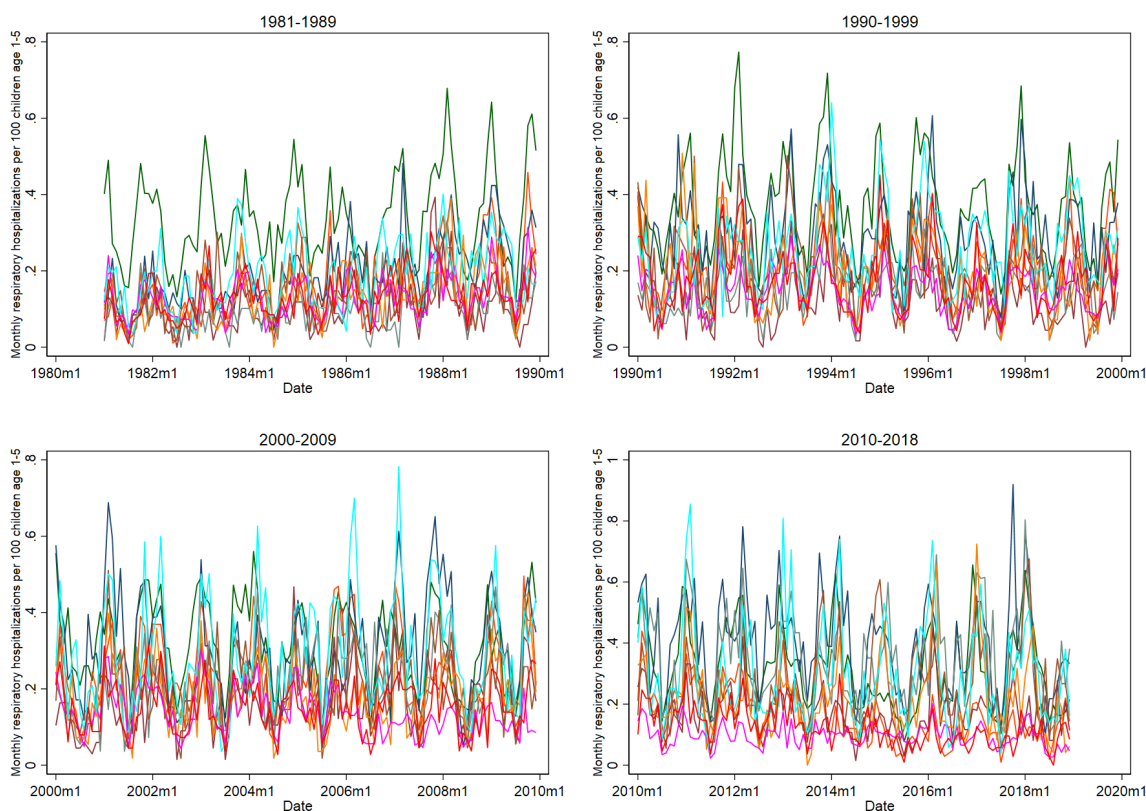 1981-1989
Monthly respiratory hospitalizations per 100 children age 1-5
.8
.6
.4
.2
0
1980m1 1982m1 1984m1 1986m1 1988m1 1990m1
Date
1990-1999
Monthly respiratory hospitalizations per 100 children age 1-5
.8
.6
.4
.2
0
1990m1 1992m1 1994m1 1996m1 1998m1 2000m1
Date
2000-2009
Monthly respiratory hospitalizations per 100 children age 1-5
.8
.6
.4
.2
0
2000m1 2002m1 2004m1 2006m1 2008m1 2010m1
Date
2010-2018
Monthly respiratory hospitalizations per 100 children age 1-5
1
.8
.6
.4
.2
0
2010m1 2012m1 2014m1 2016m1 2018m1 2020m1
Date